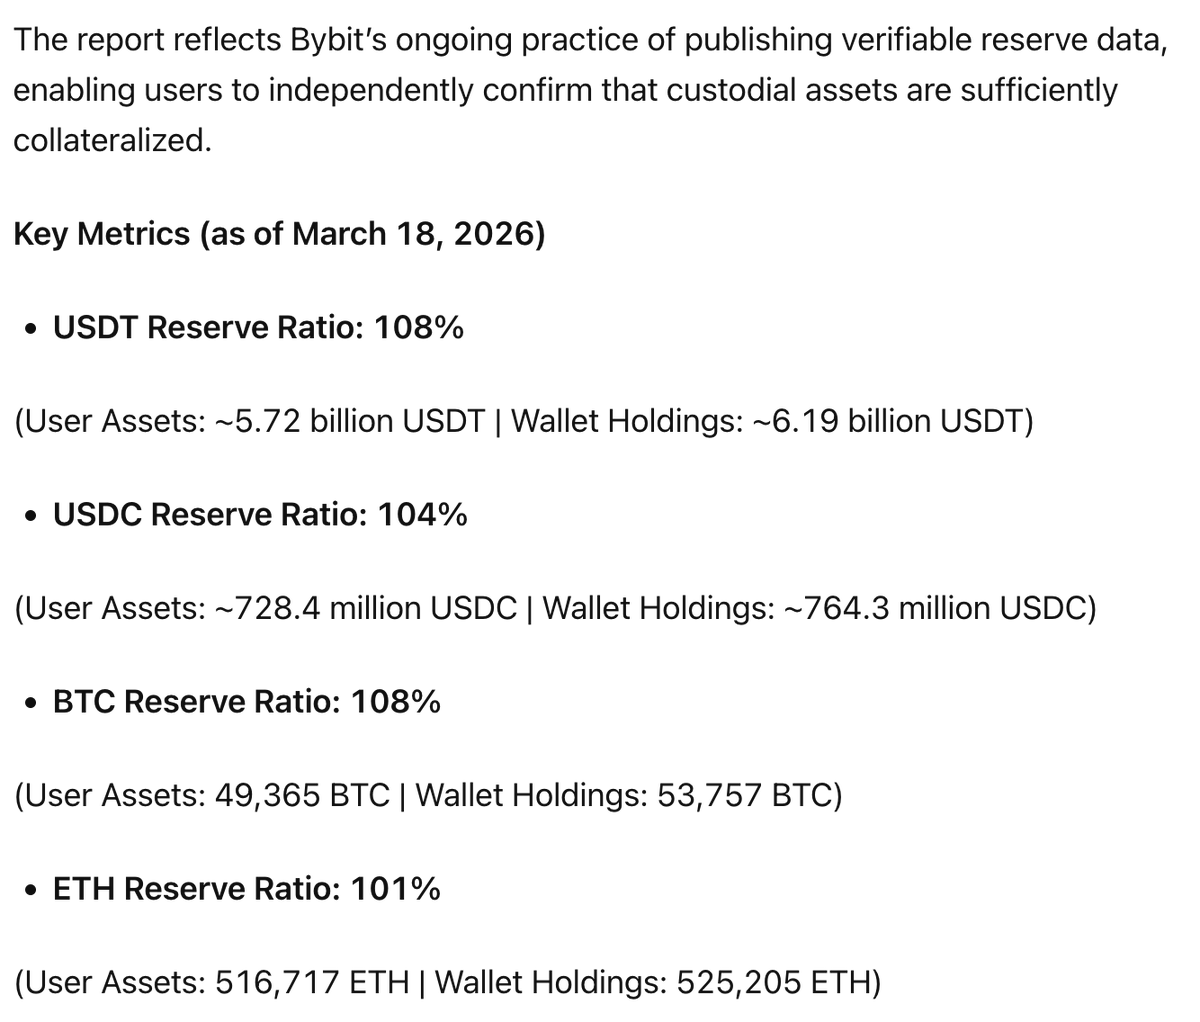 The report reflects Bybit’s ongoing practice of publishing verifiable reserve data,
enabling users to independently confirm that custodial assets are sufficiently
collateralized.
Key Metrics (as of March 18, 2026)
• USDT Reserve Ratio: 108%
(User Assets: ~5.72 billion USDT | Wallet Holdings: ~6.19 billion USDT)
• USDC Reserve Ratio: 104%
(User Assets: ~728.4 million USDC | Wallet Holdings: ~764.3 million USDC)
• BTC Reserve Ratio: 108%
(User Assets: 49,365 BTC | Wallet Holdings: 53,757 BTC)
• ETH Reserve Ratio: 101%
(User Assets: 516,717 ETH | Wallet Holdings: 525,205 ETH)